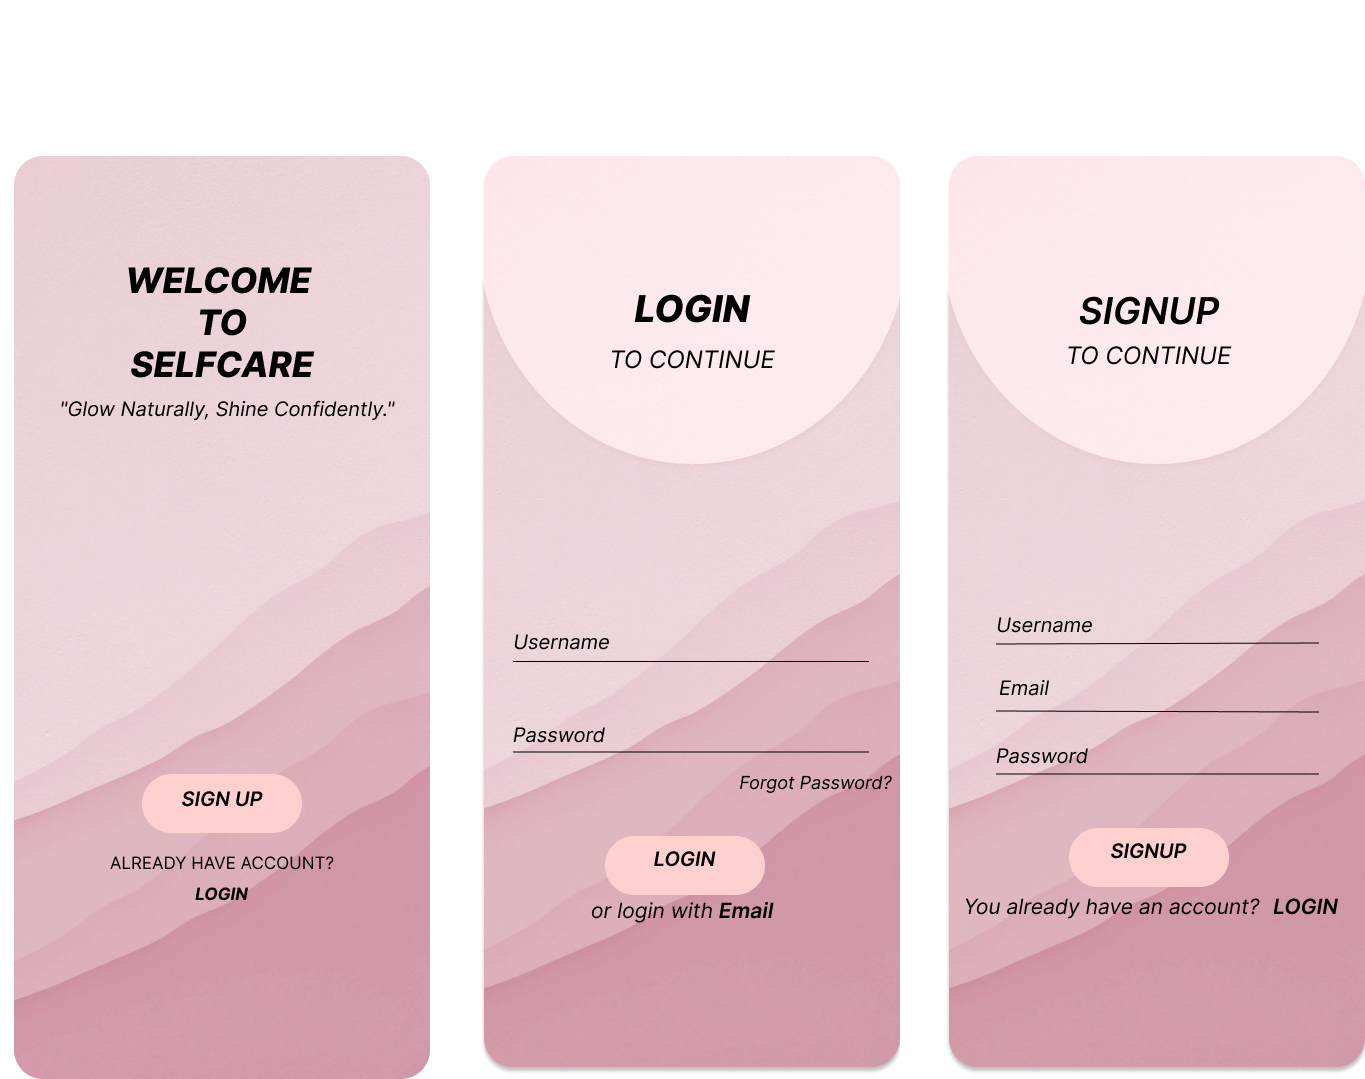 WELCOME
TO
SELFCARE
"Glow Naturally, Shine Confidently."
SIGN UP
ALREADY HAVE ACCOUNT?
LOGIN
LOGIN
TO CONTINUE
Username
Password
Forgot Password?
LOGIN
or login with Email
SIGNUP
TO CONTINUE
Username
Email
Password
SIGNUP
You already have an account? LOGIN